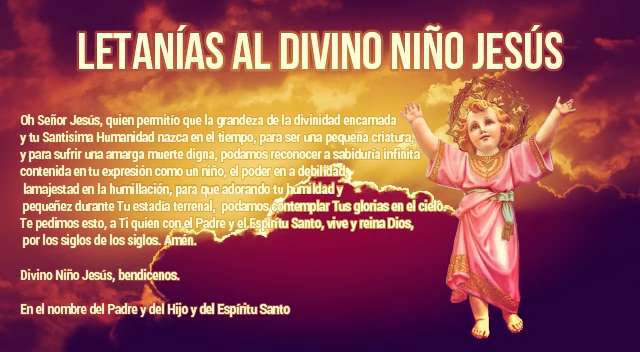 LETANÍAS AL DIVINO NIÑO JESÚS
Oh Señor Jesús, quien permitío que la grandeza de la divinidad encarnada
y tu Santisima Humanidad nazca en el tiempo, para ser una pequeña criatura,
y para sufrir una amarga muerte digna, podamos reconocer a sabiduría infinita
contenida en tu expresión como un niño, el poder en a debilidad,
lamajestad en la humillación, para que adorando tu humildad y
pequeñez durante Tu estadia terrenal, podamos contemplar Tus glorias en el cielo.
Te pedimos esto, a Ti quien con el Padre y el Espíritu Santo, vive y reina Dios,
por los siglos de los siglos. Amén.
Divino Niño Jesús, bendicenos.
En el nombre del Padre y del Hijo y del Espíritu Santo